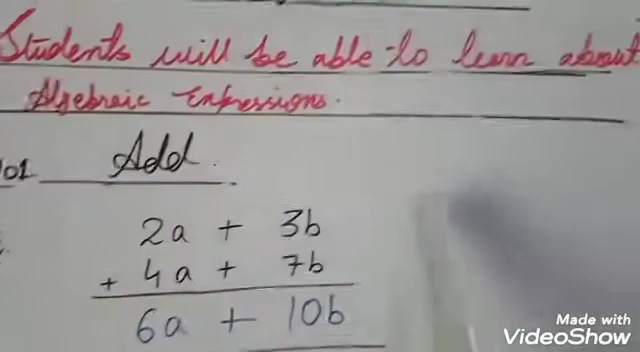 Students will be able to learn about
Algebraic Expressions.
Q1. Add.
2a + 3b
+ 4a + 7b
6a + 10b
Made with
VideoShow